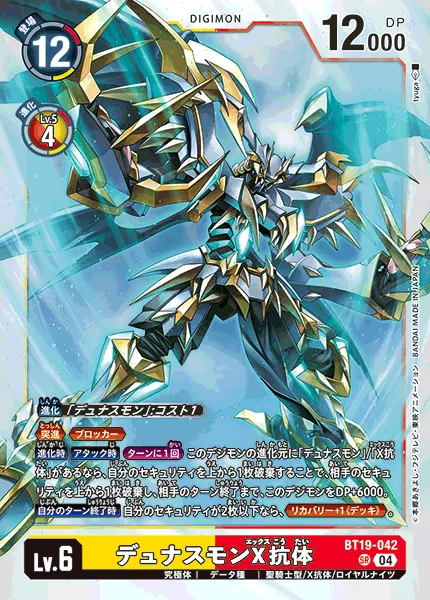 登場
12
DIGIMON
DP
12000
進化
Lv.5
4
tyuga
©本郷あきよし・フジテレビ・東映アニメーション BANDAI MADE IN JAPAN
進化 「デュナスモン」:コスト1
突進 ブロッカー
進化時 アタック時 ターンに1回 このデジモンの進化元に「デュナスモン」/「X抗
体」があるなら、自分のセキュリティを上から1枚破棄することで、相手のセキュ
リティを上から1枚破棄し、相手のターン終了まで、このデジモンをDP+6000。
自分のターン終了時 自分のセキュリティが2枚以下なら、リカバリー+1《デッキ》。
Lv.6
デュナスモンX抗体
エックス こう たい
BT19-042
SR 04
究極体 | データ種 | 聖騎士型/X抗体/ロイヤルナイツ